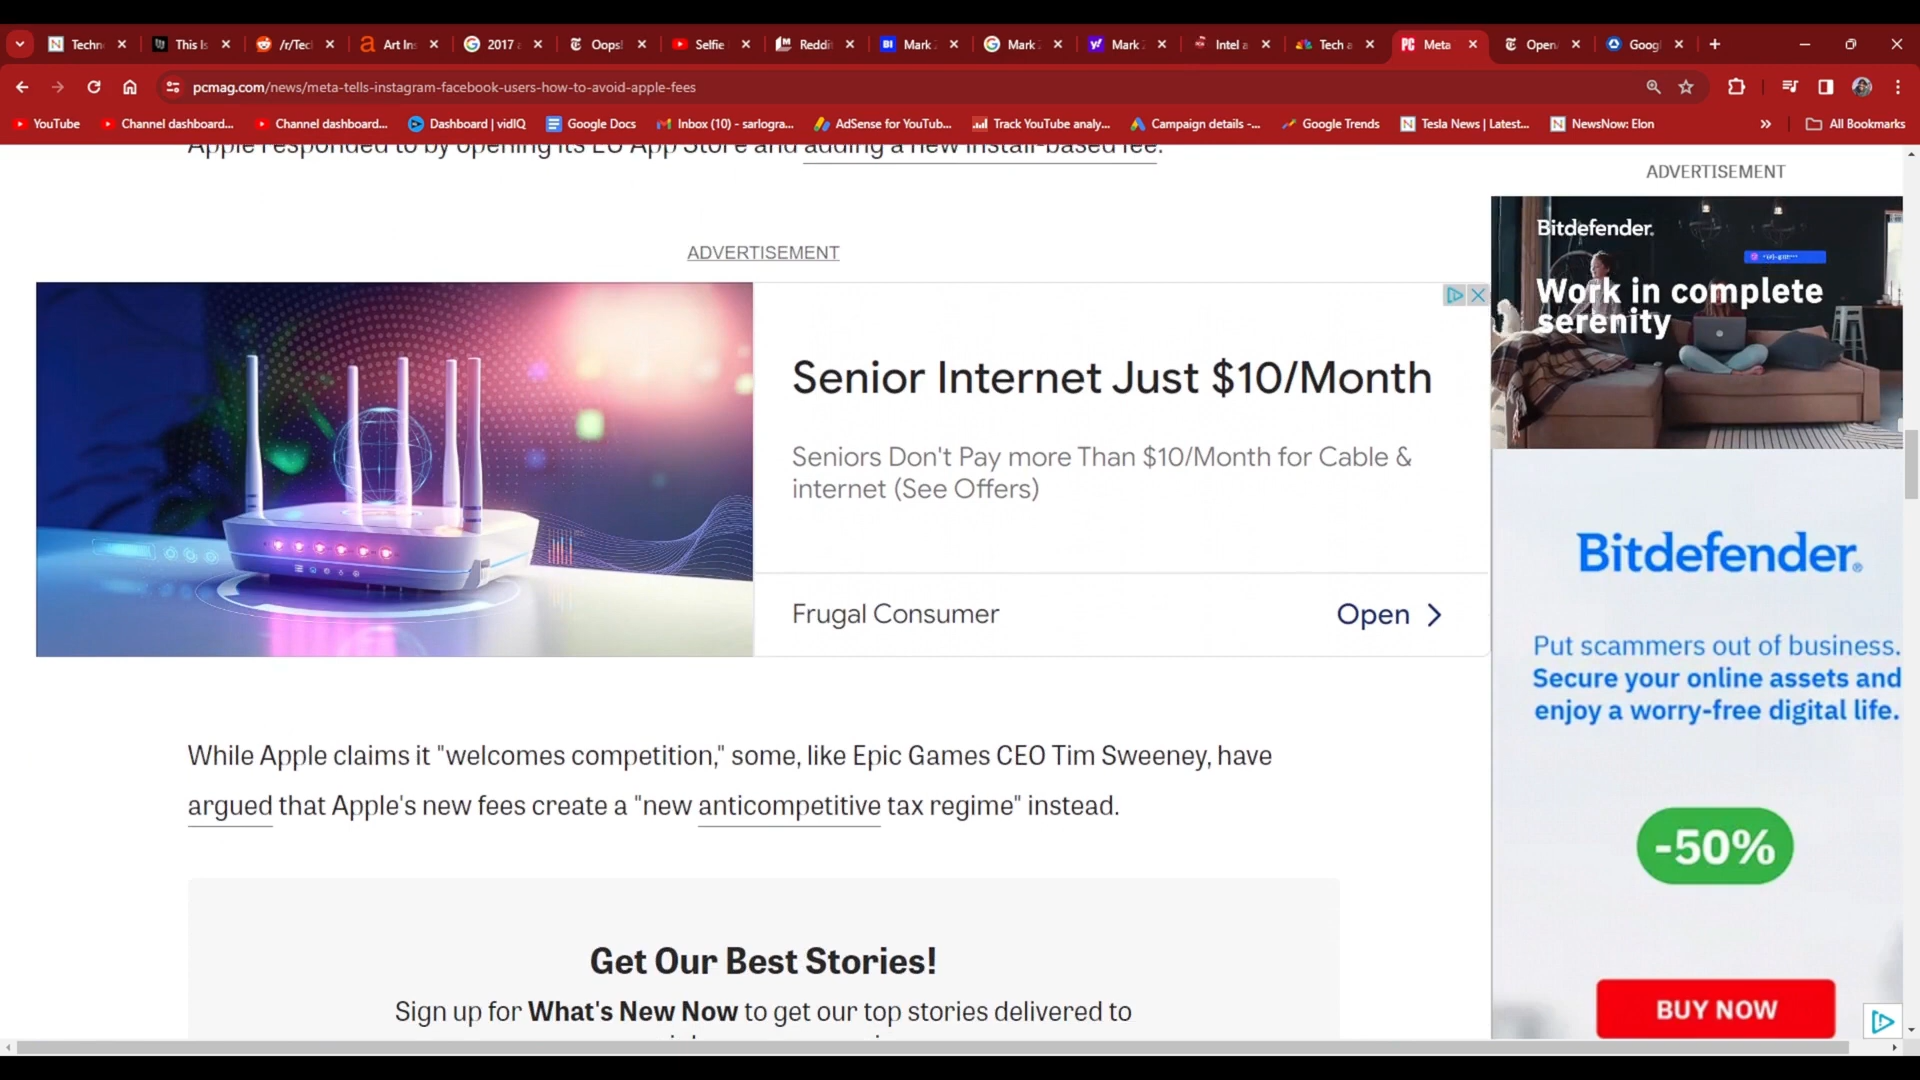 Techn
This Is
/r/Tecl
Art Ins
2017 a
Oops!
Selfie
Reddit
Mark
Mark
Mark
Intel a
Tech a
Meta
Open
Goog
pcmag.com/news/meta-tells-instagram-facebook-users-how-to-avoid-apple-fees
YouTube
Channel dashboard...
Channel dashboard...
Dashboard | vidIQ
Google Docs
Inbox (10) - sarlogra...
AdSense for YouTub...
Track YouTube analy...
Campaign details -...
Google Trends
Tesla News | Latest...
NewsNow: Elon
All Bookmarks
Apple responded to by opening its EU App Store and adding a new install-based fee.
ADVERTISEMENT
Senior Internet Just $10/Month
Seniors Don't Pay more Than $10/Month for Cable &
internet (See Offers)
Frugal Consumer
Open
While Apple claims it "welcomes competition," some, like Epic Games CEO Tim Sweeney, have
argued that Apple's new fees create a "new anticompetitive tax regime" instead.
Get Our Best Stories!
Sign up for What's New Now to get our top stories delivered to
ADVERTISEMENT
Bitdefender.
Work in complete
serenity
Bitdefender.
Put scammers out of business.
Secure your online assets and
enjoy a worry-free digital life.
-50%
BUY NOW